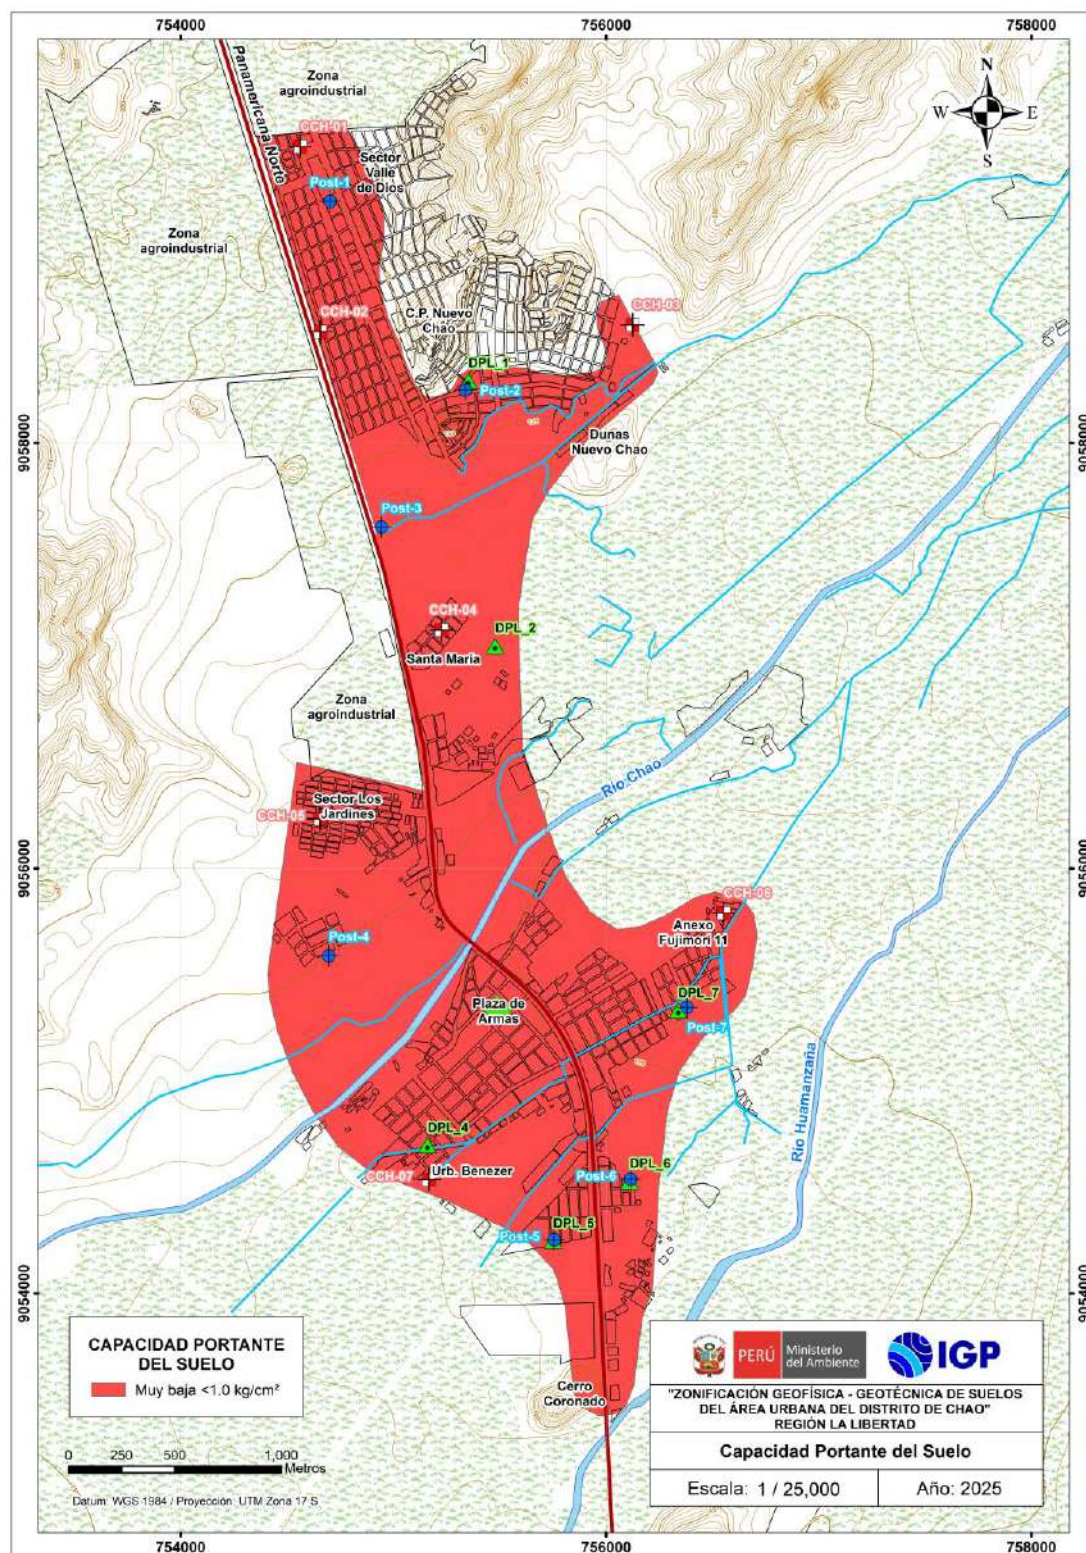 754000
756000
758000
Panamericana Norte
Zona
agroindustrial
N
W
E
S
CCH-01
Sector
Valle
de Dios
Post-1
Zona
agroindustrial
CCH-02
C.P. Nuevo
Chao
CCH-03
DPL_1
Post-2
Dunas
Nuevo Chao
9058000
9058000
Post-3
CCH-04
DPL_2
Santa María
Zona
agroindustrial
Río Chao
Sector Los
Jardines
CCH-05
9056000
9056000
CCH-06
Anexo
Fujimori 11
Post-4
Plaza de
Armas
DPL_7
Post-7
Río Huamanzaña
DPL_4
CCH-07
Urb. Benezer
Post-6
DPL_6
DPL_5
Post-5
9054000
9054000
Cerro
Coronado
CAPACIDAD PORTANTE
DEL SUELO
Muy baja <1.0 kg/cm²
0 250 500 1,000
Metros
Datum: WGS 1984 / Proyección: UTM Zona 17 S
PERÚ
Ministerio
del Ambiente
IGP
"ZONIFICACIÓN GEOFÍSICA - GEOTÉCNICA DE SUELOS
DEL ÁREA URBANA DEL DISTRITO DE CHAO"
REGIÓN LA LIBERTAD
Capacidad Portante del Suelo
Escala: 1 / 25,000
Año: 2025
754000
756000
758000